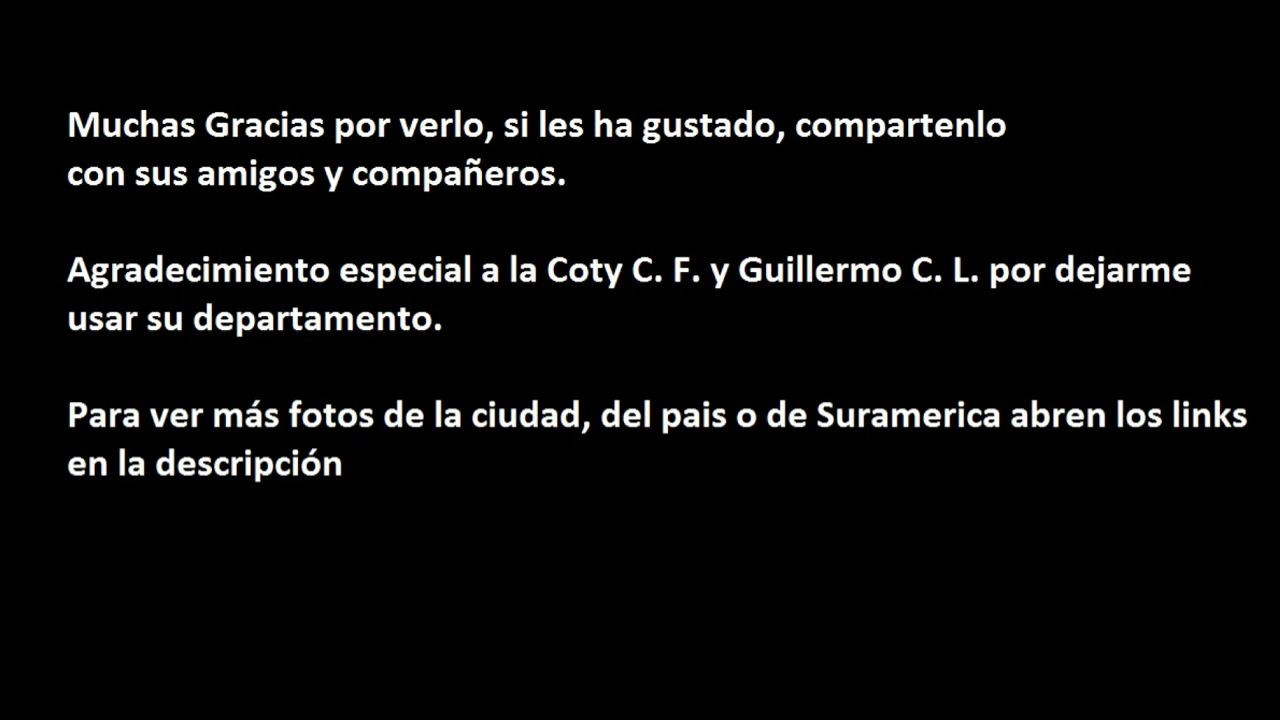 Muchas Gracias por verlo, si les ha gustado, compartenlo
con sus amigos y compañeros.
Agradecimiento especial a la Coty C. F. y Guillermo C. L. por dejarme
usar su departamento.
Para ver más fotos de la ciudad, del pais o de Suramerica abren los links
en la descripción